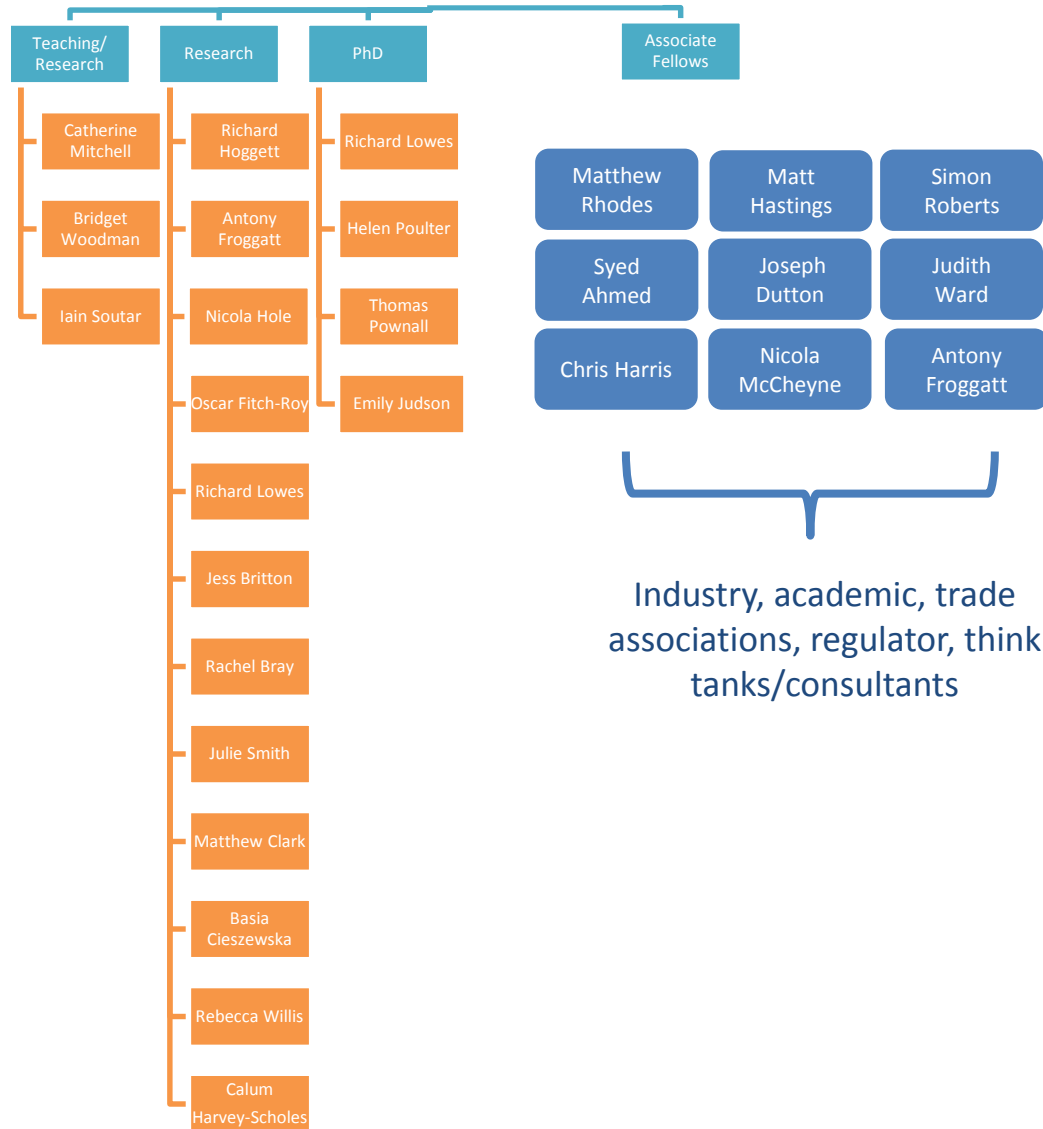 Teaching/
Research
Research
PhD
Associate
Fellows
Catherine
Mitchell
Bridget
Woodman
Iain Soutar
Richard
Hoggett
Antony
Froggatt
Nicola Hole
Oscar Fitch-Roy
Richard Lowes
Jess Britton
Rachel Bray
Julie Smith
Matthew Clark
Basia
Cieszewska
Rebecca Willis
Calum
Harvey-Scholes
Richard Lowes
Helen Poulter
Thomas
Pownall
Emily Judson
Matthew
Rhodes
Matt
Hastings
Simon
Roberts
Syed
Ahmed
Joseph
Dutton
Judith
Ward
Chris Harris
Nicola
McCheyne
Antony
Froggatt
Industry, academic, trade
associations, regulator, think
tanks/consultants